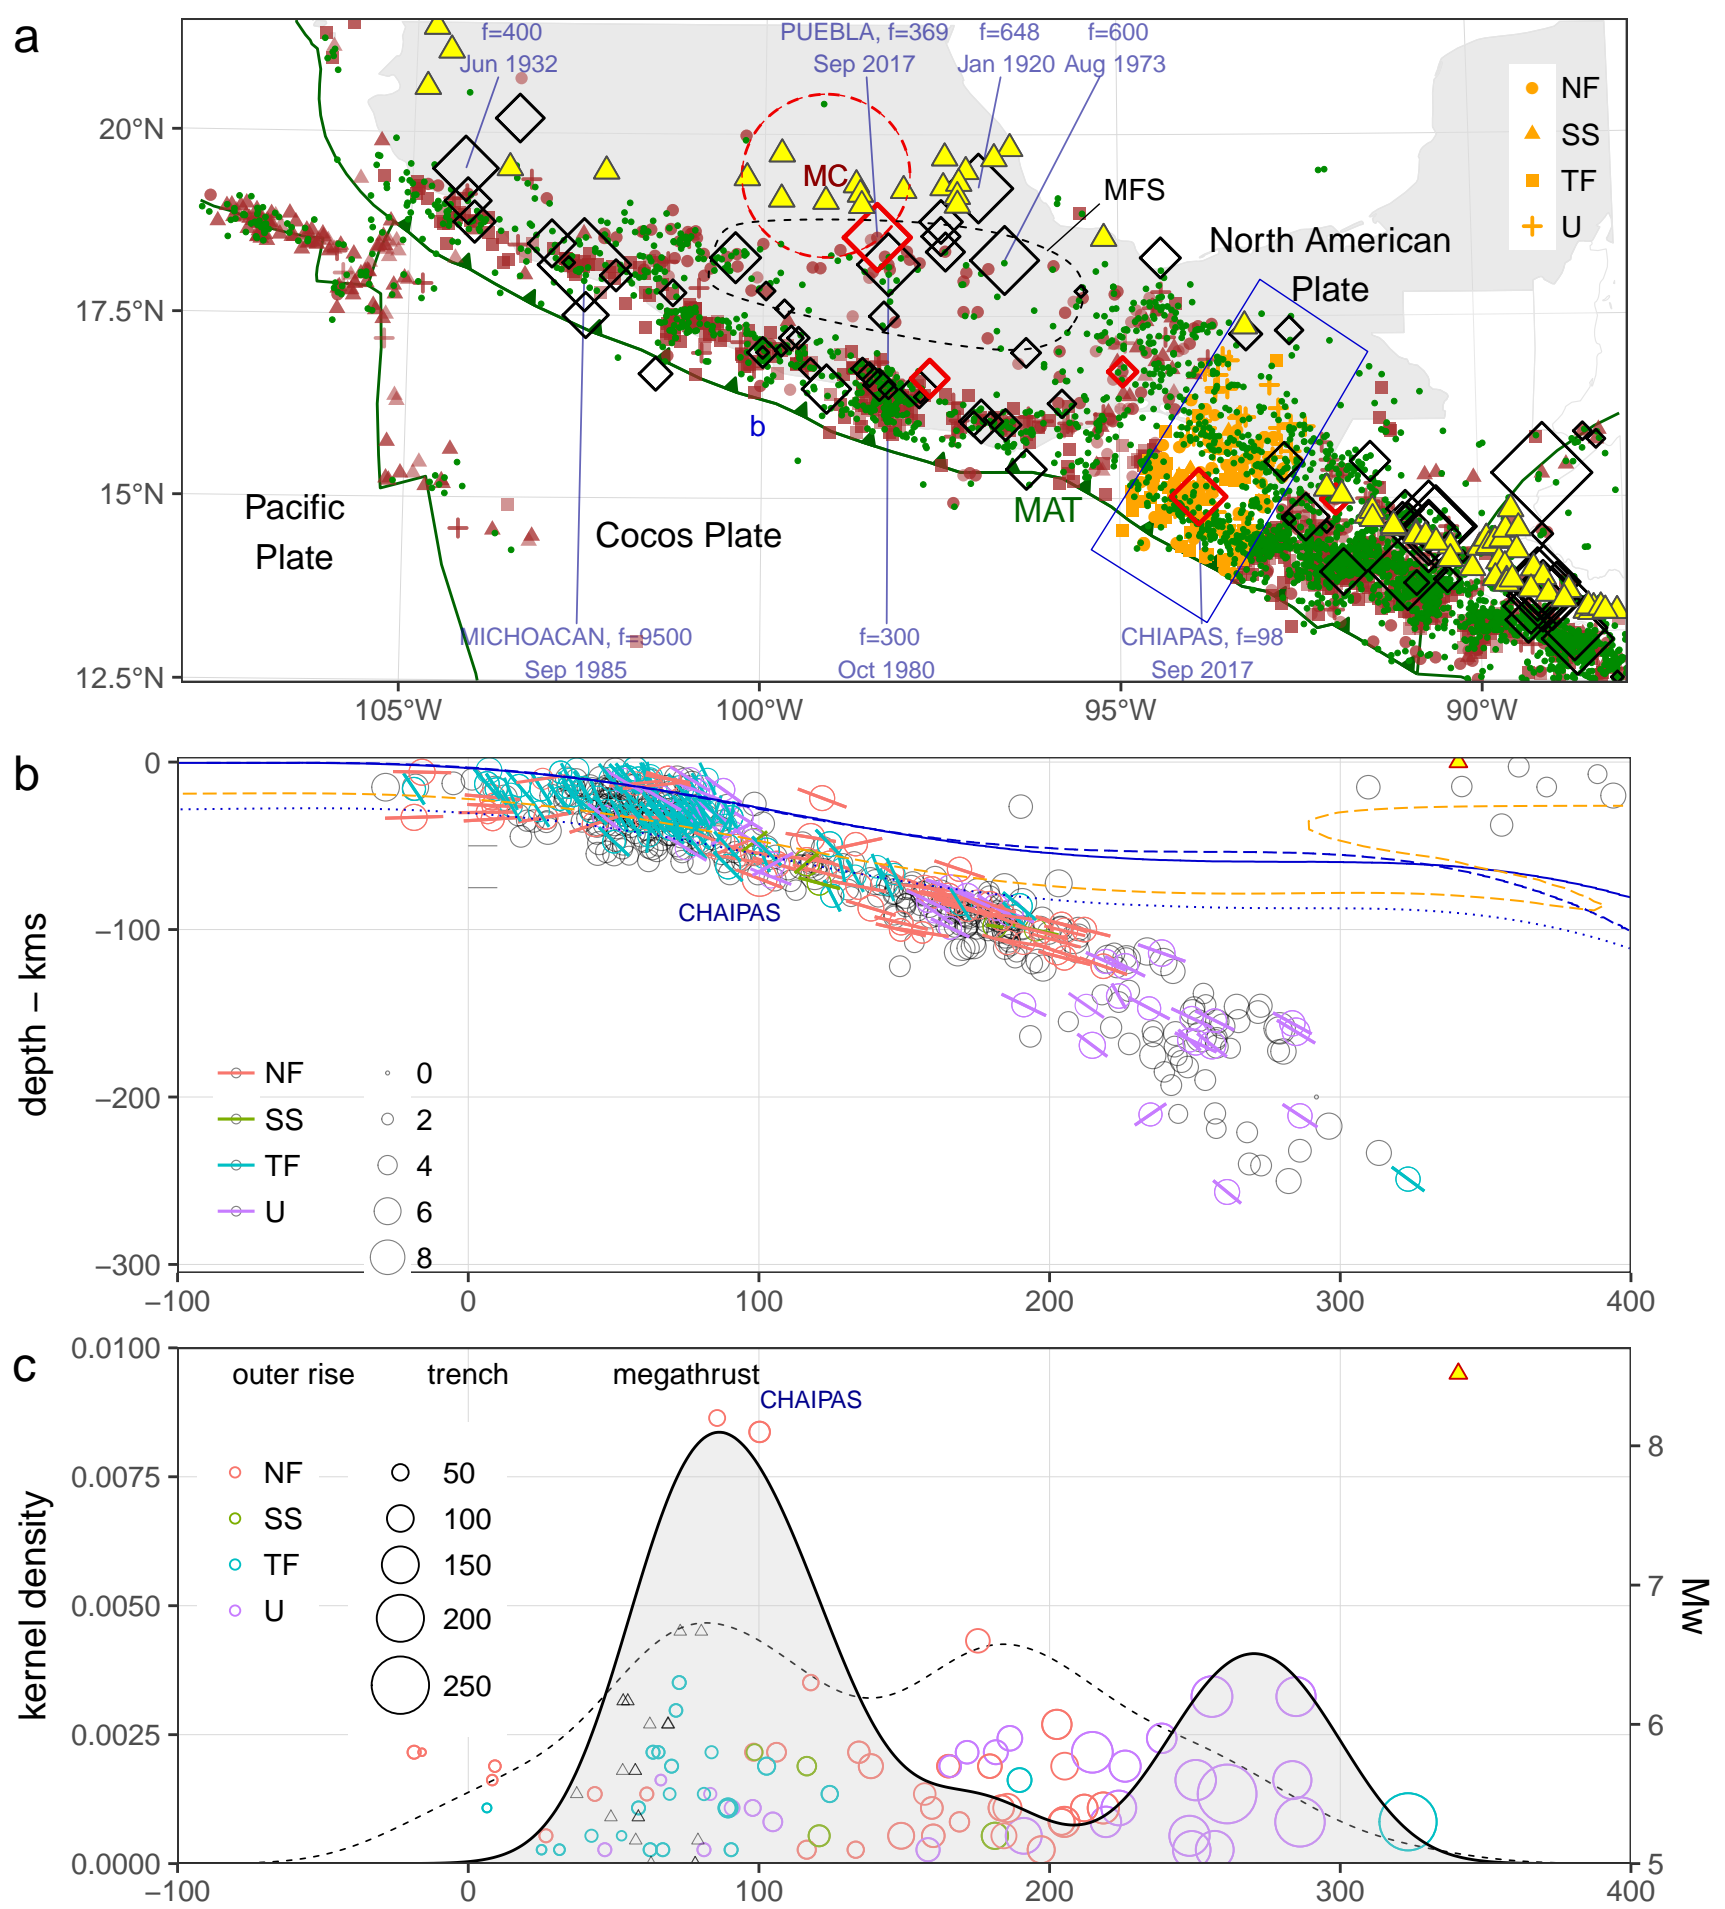 a
f=400
Jun 1932
PUEBLA, f=369
Sep 2017
f=648
Jan 1920
f=600
Aug 1973
NF
SS
TF
U
MC
MFS
North American
Plate
20°N
17.5°N
15°N
12.5°N
b
Pacific
Plate
Cocos Plate
MAT
MICHOACAN, f=9500
Sep 1985
f=300
Oct 1980
CHIAPAS, f=98
Sep 2017
105°W
100°W
95°W
90°W
b
0
−100
−200
−300
depth – kms
CHAIPAS
NF
SS
TF
U
0
2
4
6
8
−100
0
100
200
300
400
c
0.0100
0.0075
0.0050
0.0025
0.0000
kernel density
outer rise
trench
megathrust
CHAIPAS
NF
SS
TF
U
50
100
150
200
250
8
7
6
5
Mw
−100
0
100
200
300
400